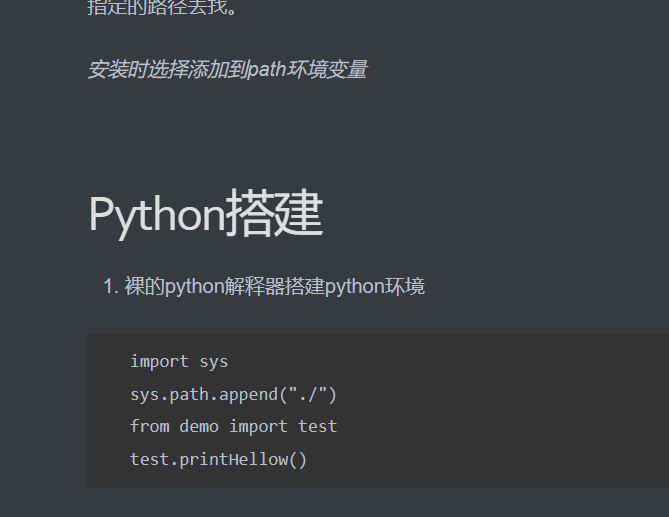 指定的路径去找。
安装时选择添加到path环境变量
Python搭建
1. 裸的python解释器搭建python环境
import sys
sys.path.append("./")
from demo import test
test.printHellow()